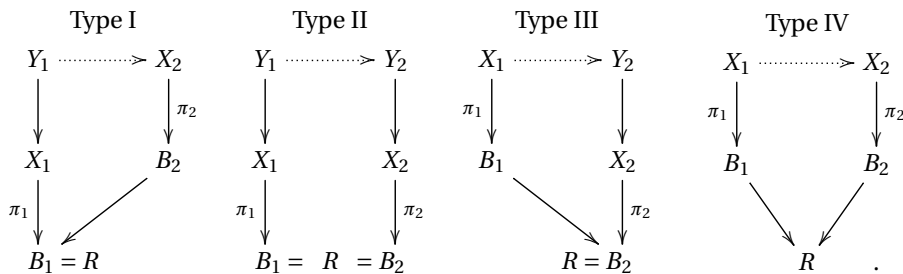 Type I Type II Type III Type IV
Y₁ X₂ Y₁ Y₂ X₁ Y₂ X₁ X₂
π₂ π₁ π₁ π₂
X₁ B₂ X₁ X₂ B₁ X₂ B₁ B₂
π₁ π₁ π₂ π₂
B₁ = R B₁ = R = B₂ R = B₂ R .